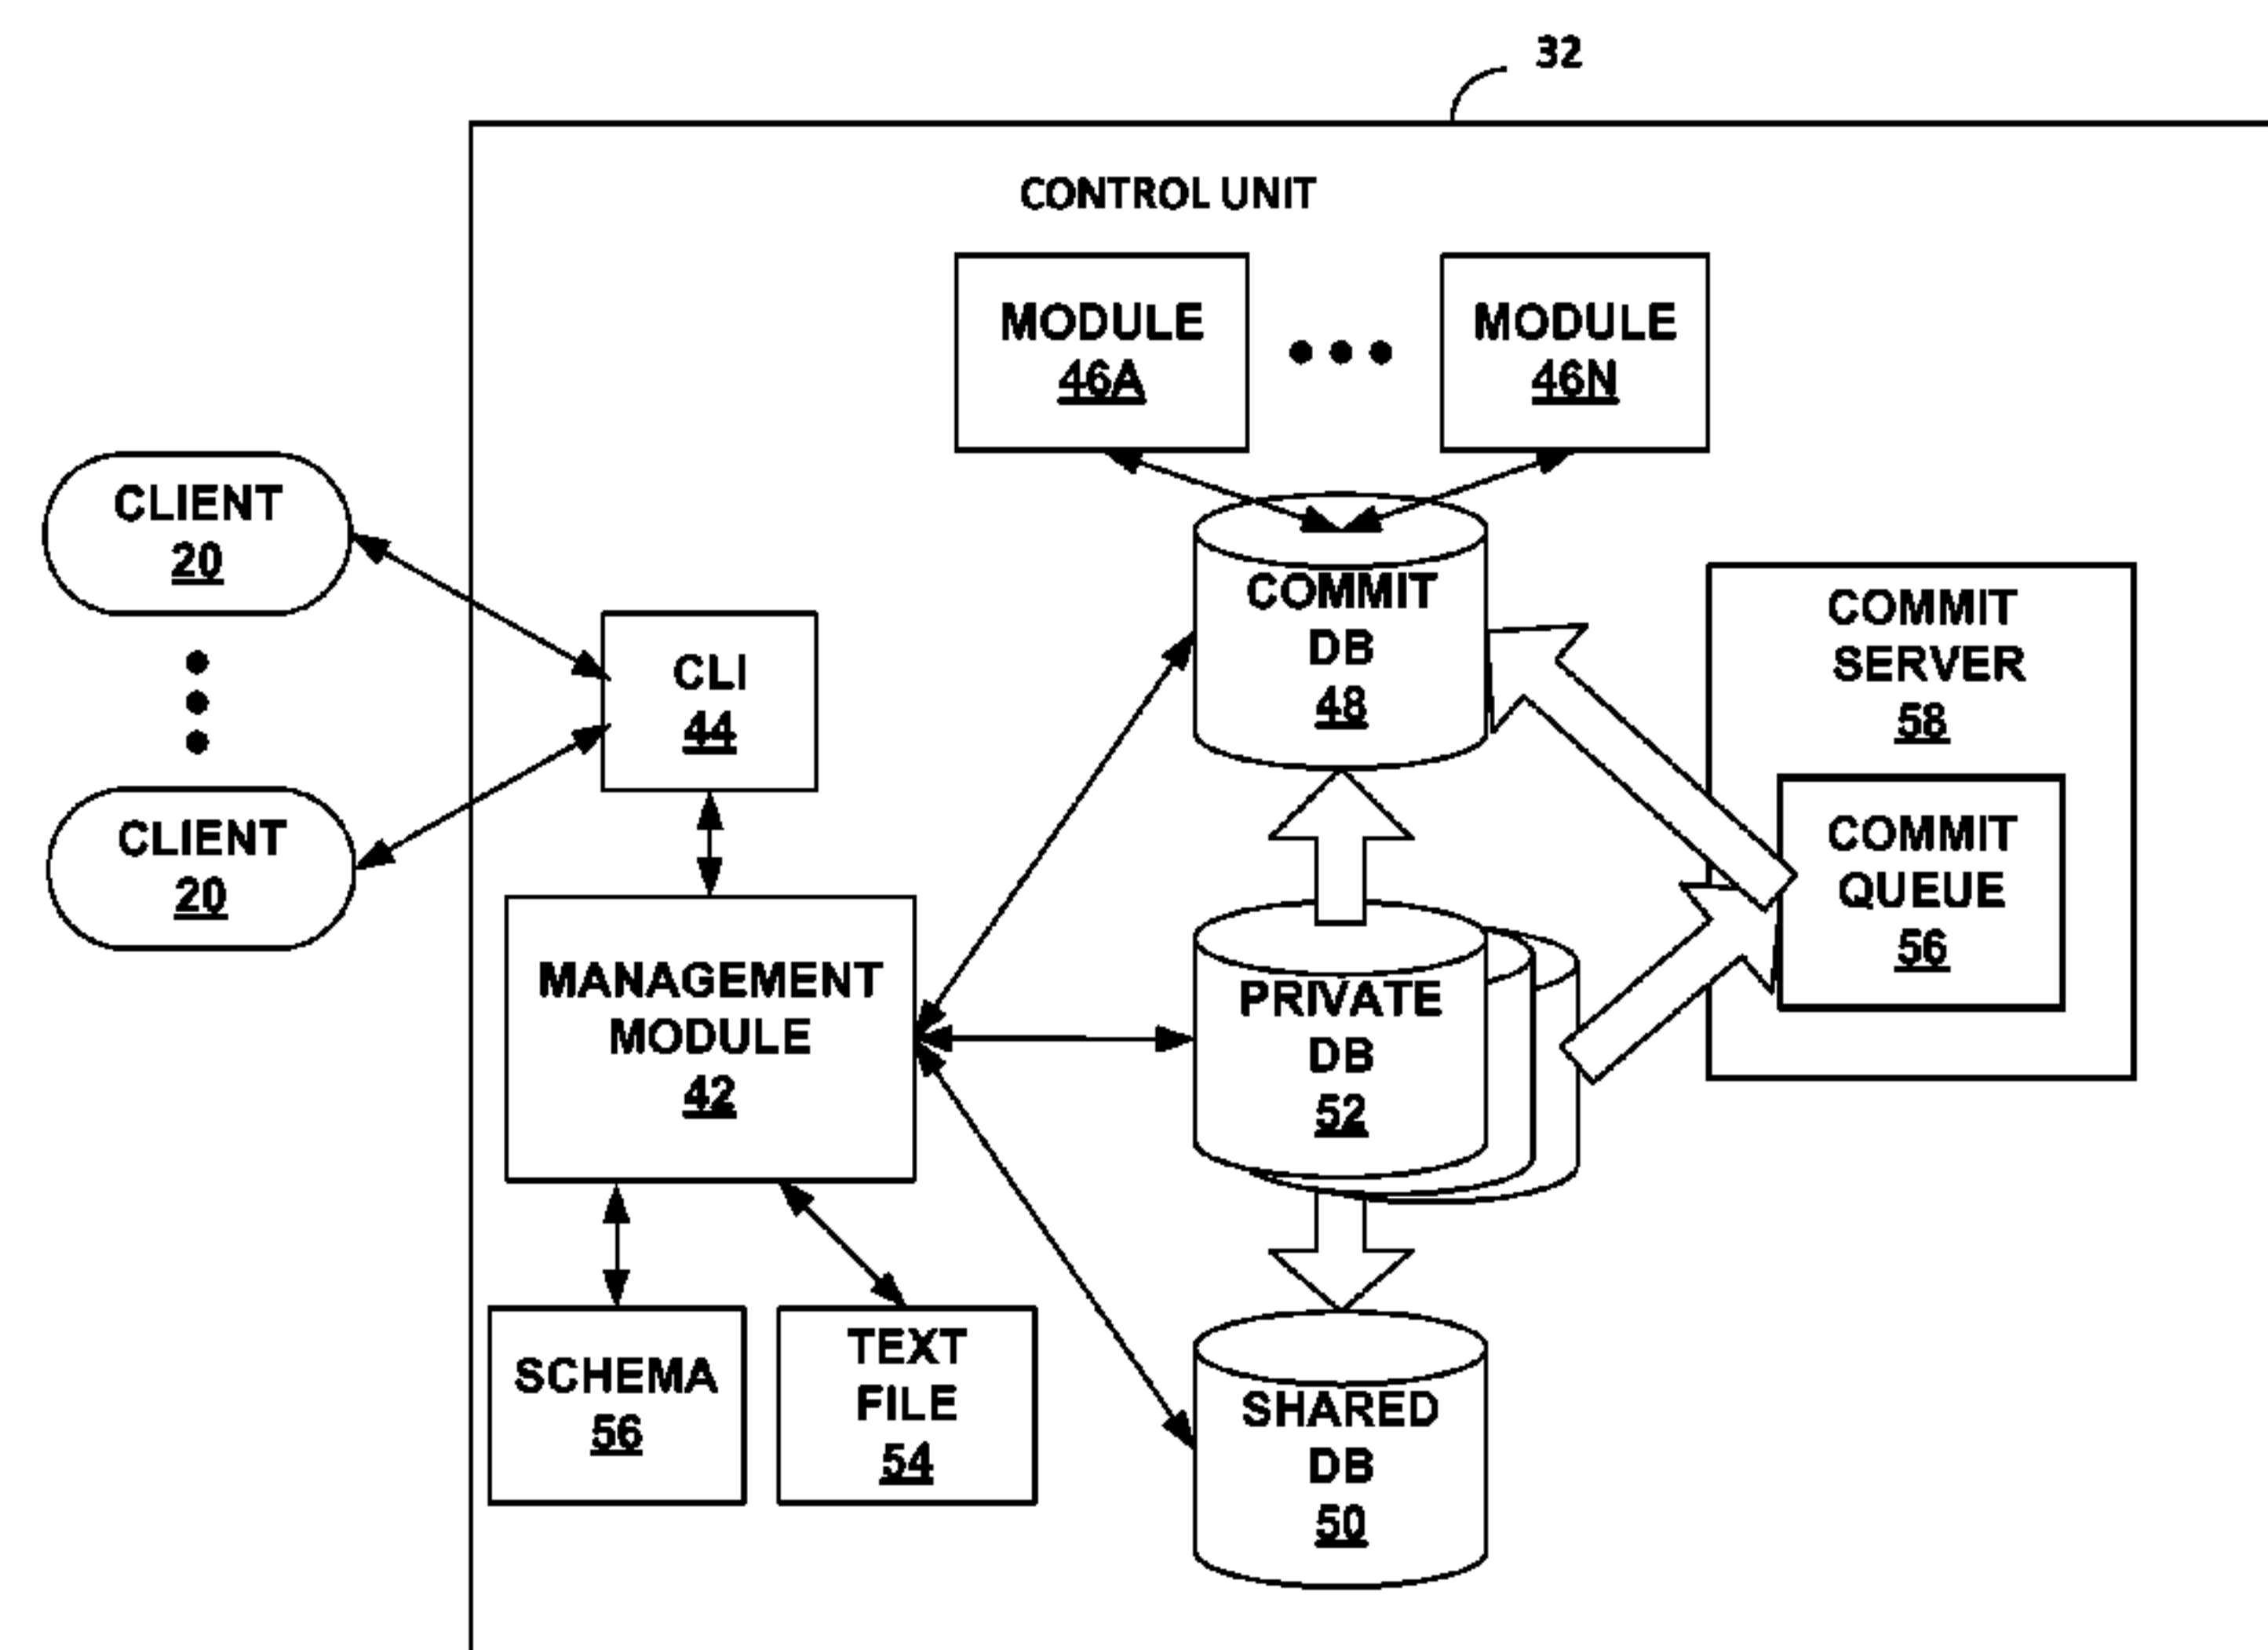 32
CONTROL UNIT
MODULE
46A
MODULE
46N
CLIENT
20
CLI
44
CLIENT
20
COMMIT
DB
48
COMMIT
SERVER
58
COMMIT
QUEUE
56
MANAGEMENT
MODULE
42
PRIVATE
DB
52
SCHEMA
56
TEXT
FILE
54
SHARED
DB
50